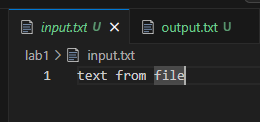 input.txt U × output.txt U
lab1 > input.txt
1 text from file